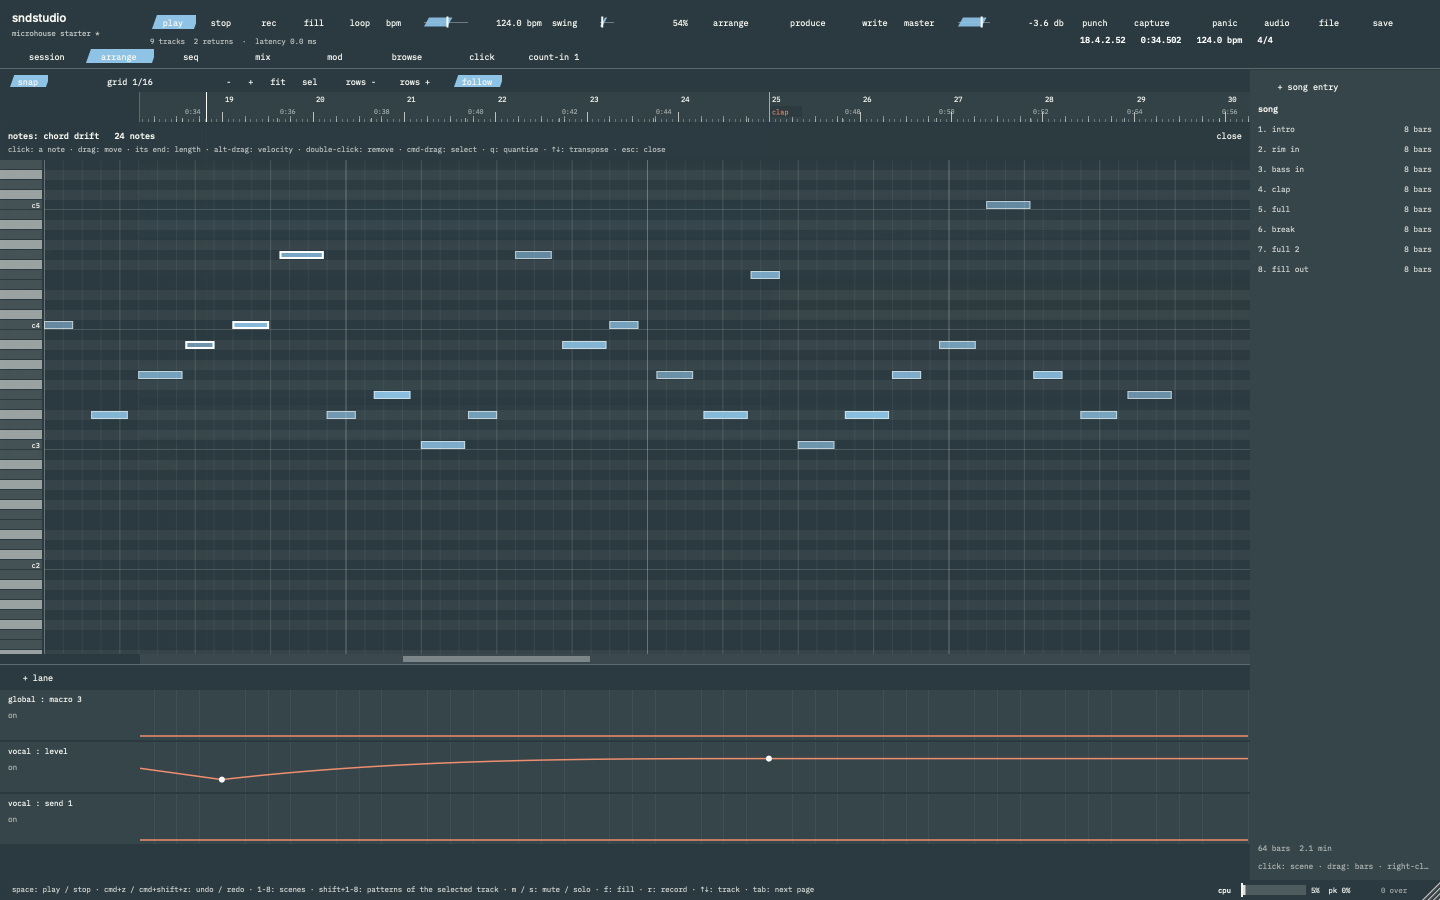 sndstudio
microhouse starter *
play stop rec fill loop bpm 124.0 bpm swing 54% arrange produce write master -3.6 db punch capture panic audio file save
9 tracks 2 returns - latency 0.0 ms
18.4.2.52 0:34.502 124.0 bpm 4/4
session arrange seq mix mod browse click count-in 1
snap grid 1/16 - + fit sel rows - rows + follow
19 20 21 22 23 24 25 26 27 28 29 30
0:34 0:36 0:38 0:40 0:42 0:44 clap 0:48 0:50 0:52 0:54 0:56
notes: chord drift 24 notes
close
click: a note · drag: move · its end: length · alt-drag: velocity · double-click: remove · cmd-drag: select · q: quantise · ↑↓: transpose · esc: close
c5
c4
c3
c2
+ song entry
song
1. intro 8 bars
2. rim in 8 bars
3. bass in 8 bars
4. clap 8 bars
5. full 8 bars
6. break 8 bars
7. full 2 8 bars
8. fill out 8 bars
+ lane
global : macro 3
on
vocal : level
on
vocal : send 1
on
64 bars 2.1 min
click: scene · drag: bars · right-cl…
space: play / stop · cmd+z / cmd+shift+z: undo / redo · 1-8: scenes · shift+1-8: patterns of the selected track · m / s: mute / solo · f: fill · r: record · ↑↓: track · tab: next page
cpu 5% pk 0% 0 over